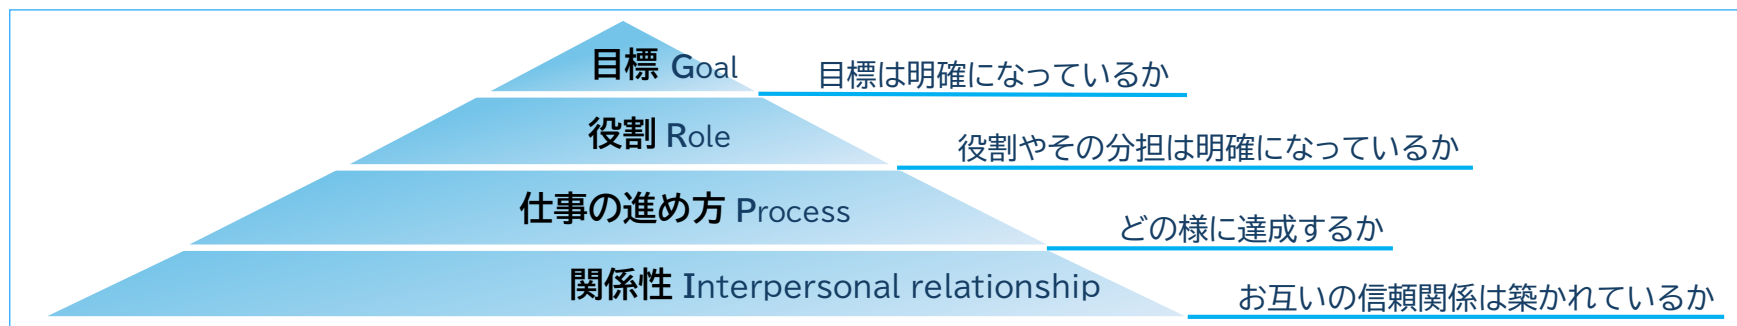 目標 Goal
目標は明確になっているか
役割 Role
役割やその分担は明確になっているか
仕事の進め方 Process
どの様に達成するか
関係性 Interpersonal relationship
お互いの信頼関係は築かれているか